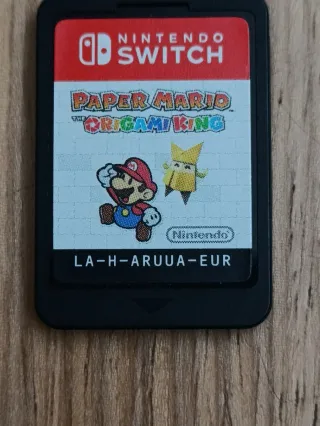 NINTENDO
SWITCH
PAPER MARIO
THE ORIGAMI KING
Nintendo
LA-H-ARUUA-EUR